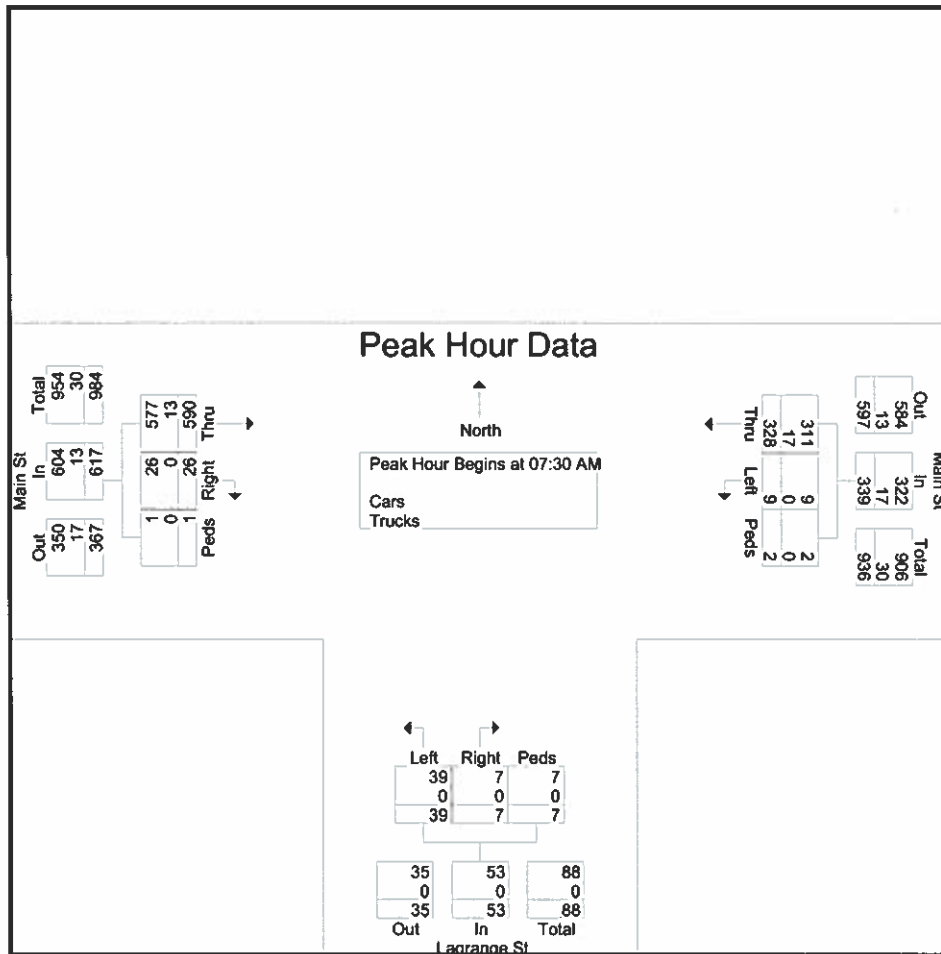 Peak Hour Data
North
Peak Hour Begins at 07:30 AM
Cars
Trucks
Main St
Out In Total
350 604 954
17 13 30
367 617 984
577 26 1
13 0 0
590 26 1
Thru Right Peds
Main St
Out In Total
584 322 906
13 17 30
597 339 936
311 9 2
17 0 0
328 9 2
Thru Left Peds
Left Right Peds
39 7 7
0 0 0
39 7 7
35 53 88
0 0 0
35 53 88
Out In Total
Lagrange St